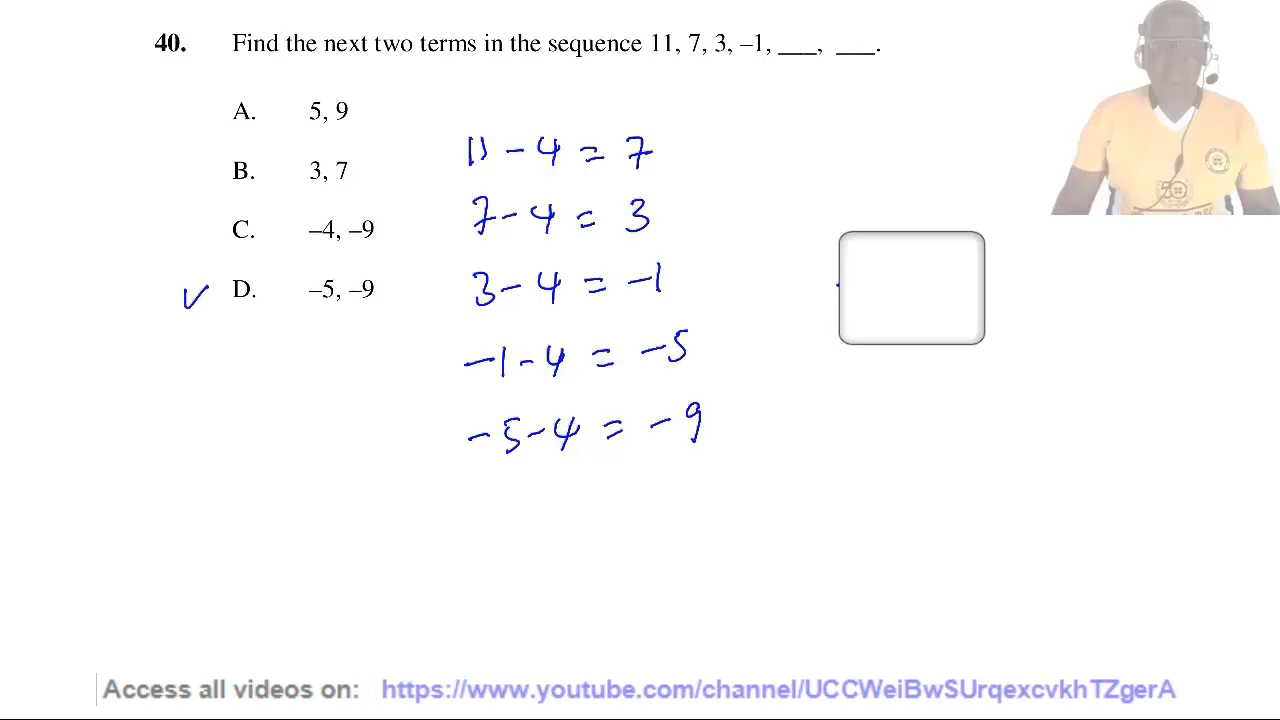 40. Find the next two terms in the sequence 11, 7, 3, –1, ___, ___.
A. 5, 9
B. 3, 7
C. –4, –9
✓ D. –5, –9
11 - 4 = 7
7 - 4 = 3
3 - 4 = -1
-1 - 4 = -5
-5 - 4 = -9
Access all videos on: https://www.youtube.com/channel/UCCWeiBwSUrqexcvkhTZgerA